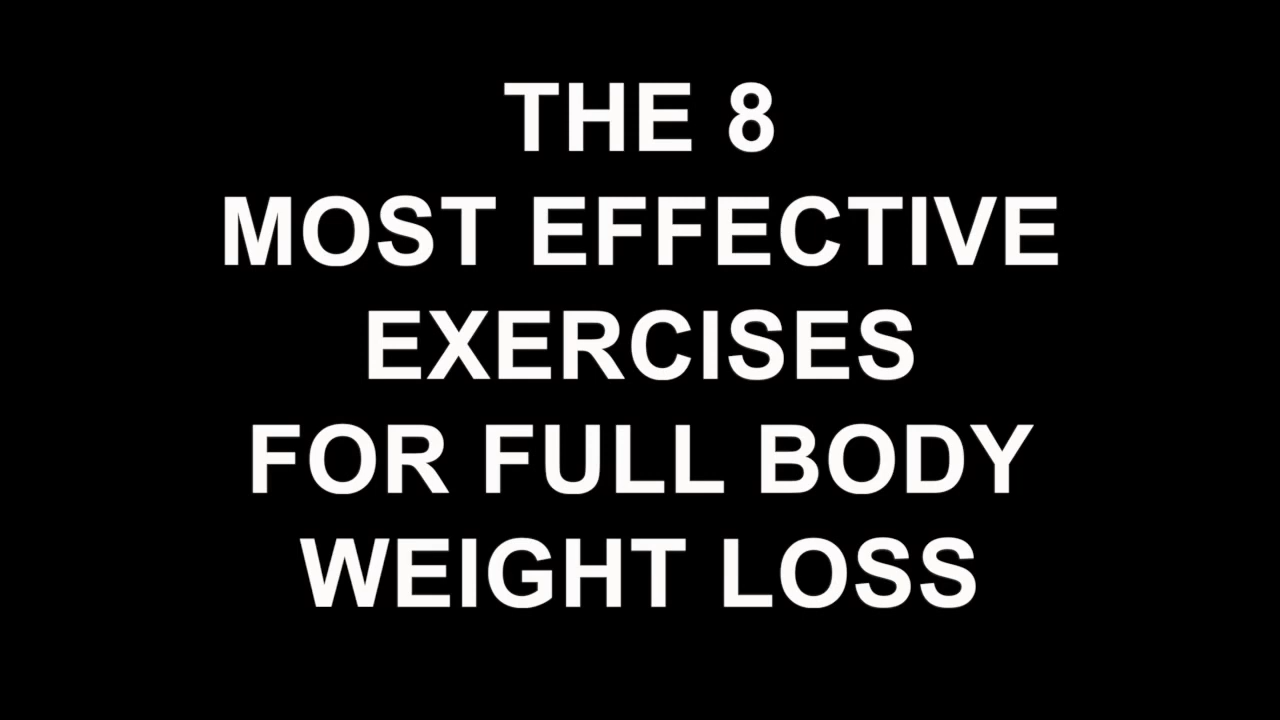 THE 8
MOST EFFECTIVE
EXERCISES
FOR FULL BODY
WEIGHT LOSS